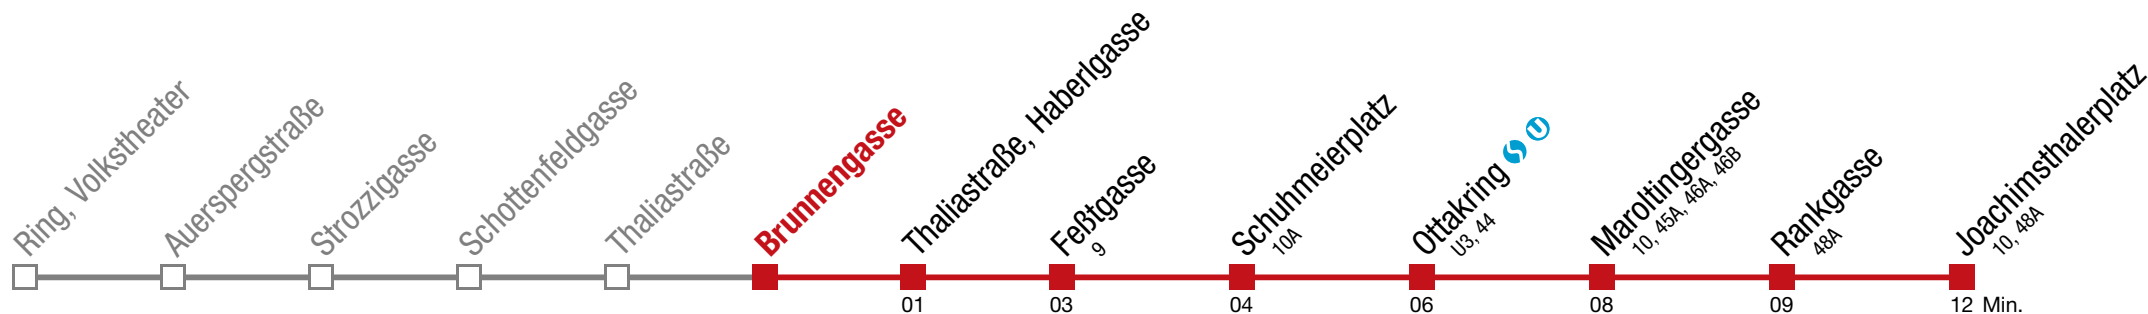 Ring, Volkstheater
Auerspergstraße
Strozzigasse
Schottenfeldgasse
Thaliastraße
Brunnengasse
Thaliastraße, Haberlgasse
Feßtgasse
9
Schuhmeierplatz
10A
Ottakring S U
U3, 44
Maroltingergasse
10, 45A, 46A, 46B
Rankgasse
48A
Joachimsthalerplatz
10, 48A
01 03 04 06 08 09 12 Min.